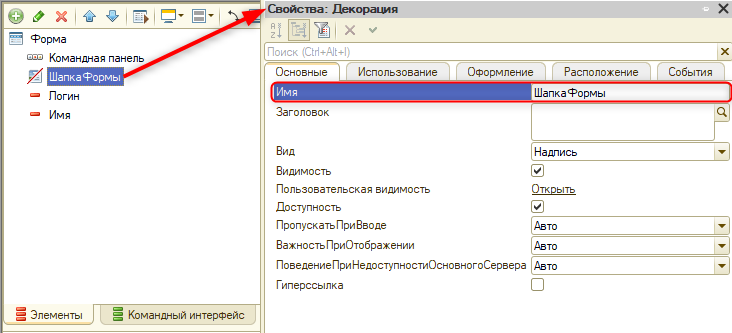 Форма
Командная панель
ШапкаФормы
Логин
Имя
Элементы
Командный интерфейс
Свойства: Декорация
Поиск (Ctrl+Alt+I)
Основные
Использование
Оформление
Расположение
События
Имя ШапкаФормы
Заголовок
Вид Надпись
Видимость
Пользовательская видимость Открыть
Доступность
ПропускатьПриВводе Авто
ВажностьПриОтображении Авто
ПоведениеПриНедоступностиОсновногоСервера Авто
Гиперссылка